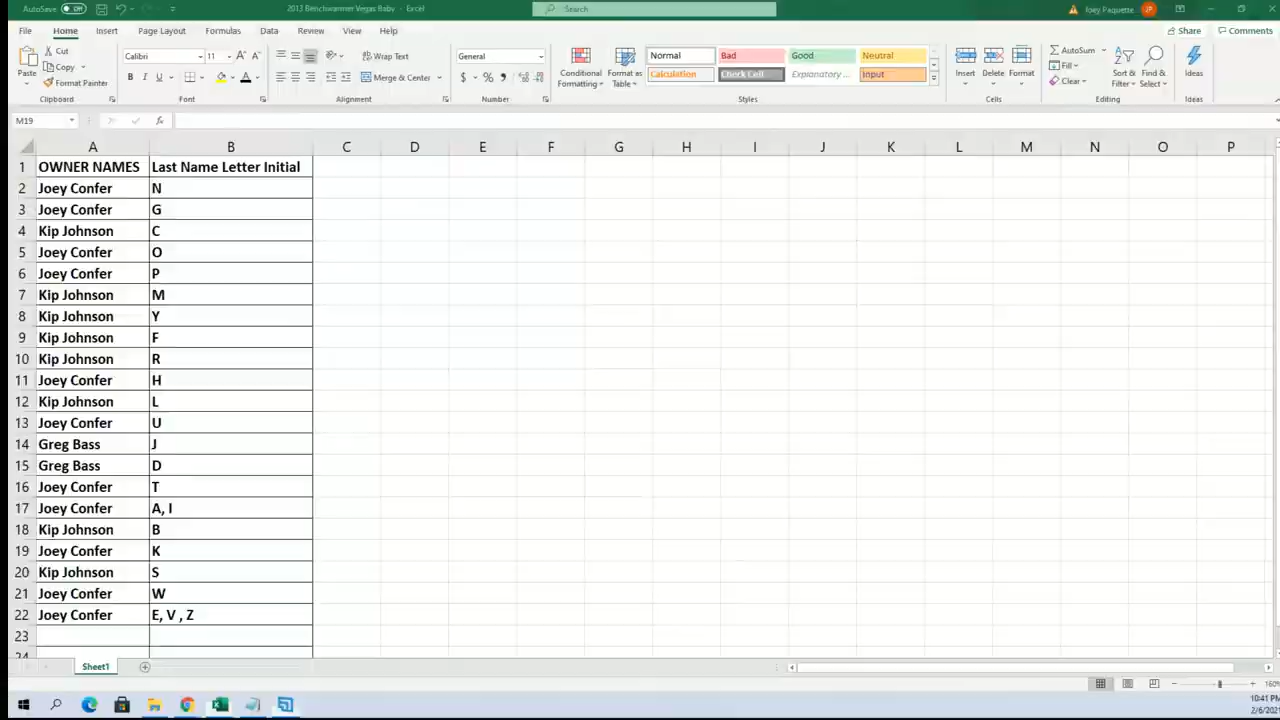 AutoSave Off 2013 Benchwarmer Vegas Baby - Excel Search Joey Paquette JP
File Home Insert Page Layout Formulas Data Review View Help Share Comments
Paste Cut Copy Format Painter Clipboard
Calibri 11 B I U Font
Wrap Text Merge & Center Alignment
General $ % Number
Conditional Formatting Format as Table
Normal Bad Good Neutral
Calculation Check Cell Explanatory ... Input
Styles
Insert Delete Format Cells
AutoSum Fill Clear Sort & Filter Find & Select Editing
Ideas Ideas
M19 fx
A B C D E F G H I J K L M N O P
1 OWNER NAMES Last Name Letter Initial
2 Joey Confer N
3 Joey Confer G
4 Kip Johnson C
5 Joey Confer O
6 Joey Confer P
7 Kip Johnson M
8 Kip Johnson Y
9 Kip Johnson F
10 Kip Johnson R
11 Joey Confer H
12 Kip Johnson L
13 Joey Confer U
14 Greg Bass J
15 Greg Bass D
16 Joey Confer T
17 Joey Confer A, I
18 Kip Johnson B
19 Joey Confer K
20 Kip Johnson S
21 Joey Confer W
22 Joey Confer E, V , Z
23
24
Sheet1
160%
10:41 PM